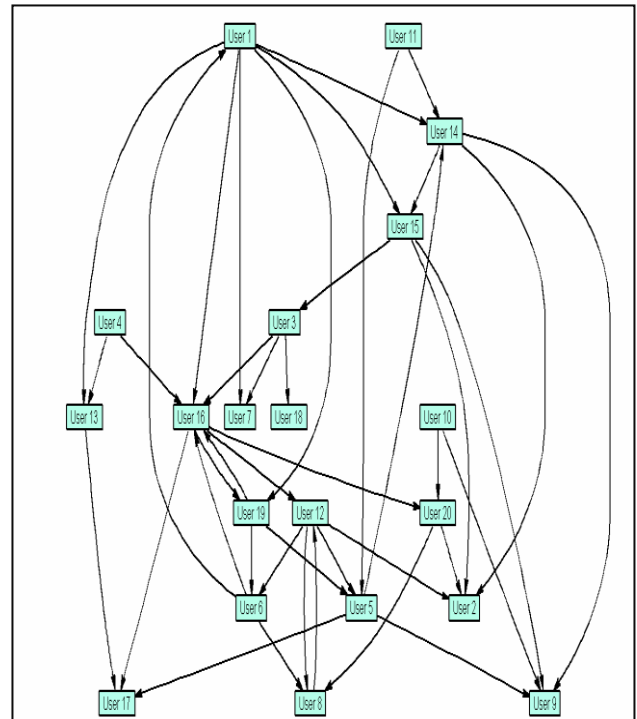 User 1
User 11
User 14
User 15
User 4
User 3
User 13
User 16
User 7
User 18
User 10
User 19
User 12
User 20
User 6
User 5
User 2
User 17
User 8
User 9